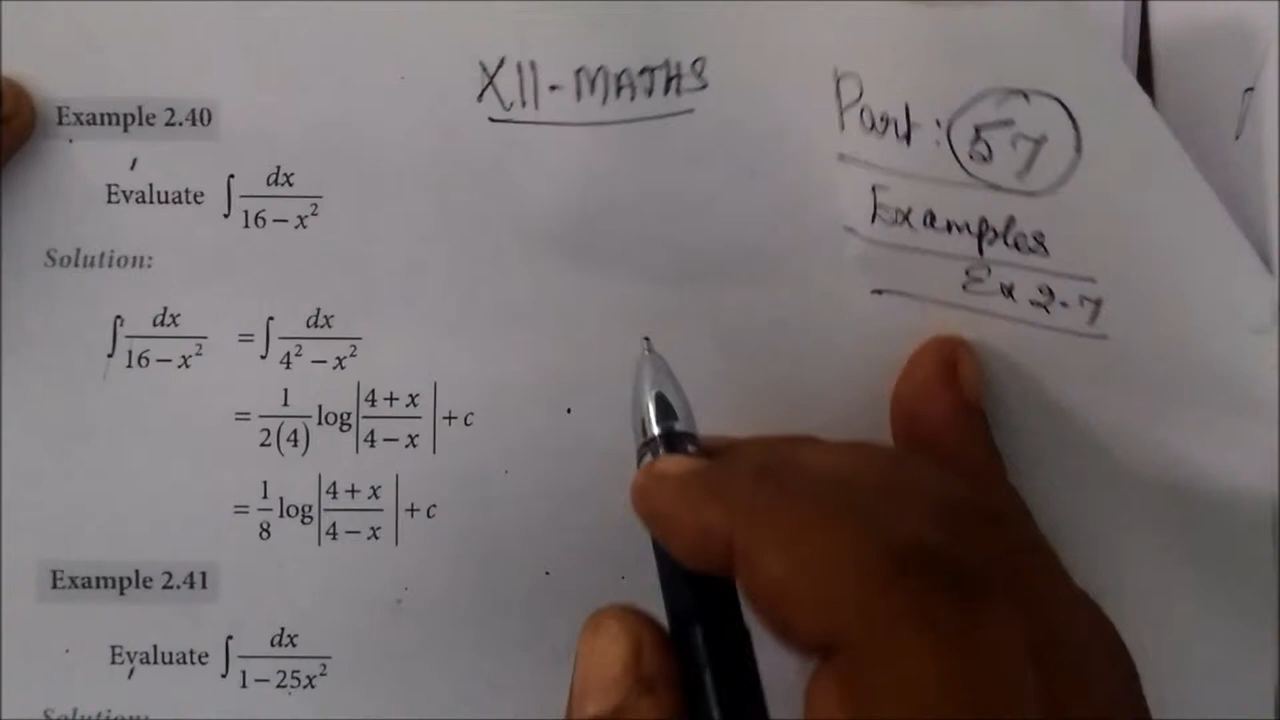 XII-MATHS
Part: 57
Examples
Ex 2.7
Example 2.40
Evaluate ∫ dx/(16 − x²)
Solution:
∫ dx/(16 − x²) = ∫ dx/(4² − x²)
= 1/(2(4)) log |(4 + x)/(4 − x)| + c
= 1/8 log |(4 + x)/(4 − x)| + c
Example 2.41
Evaluate ∫ dx/(1 − 25x²)
Solution: